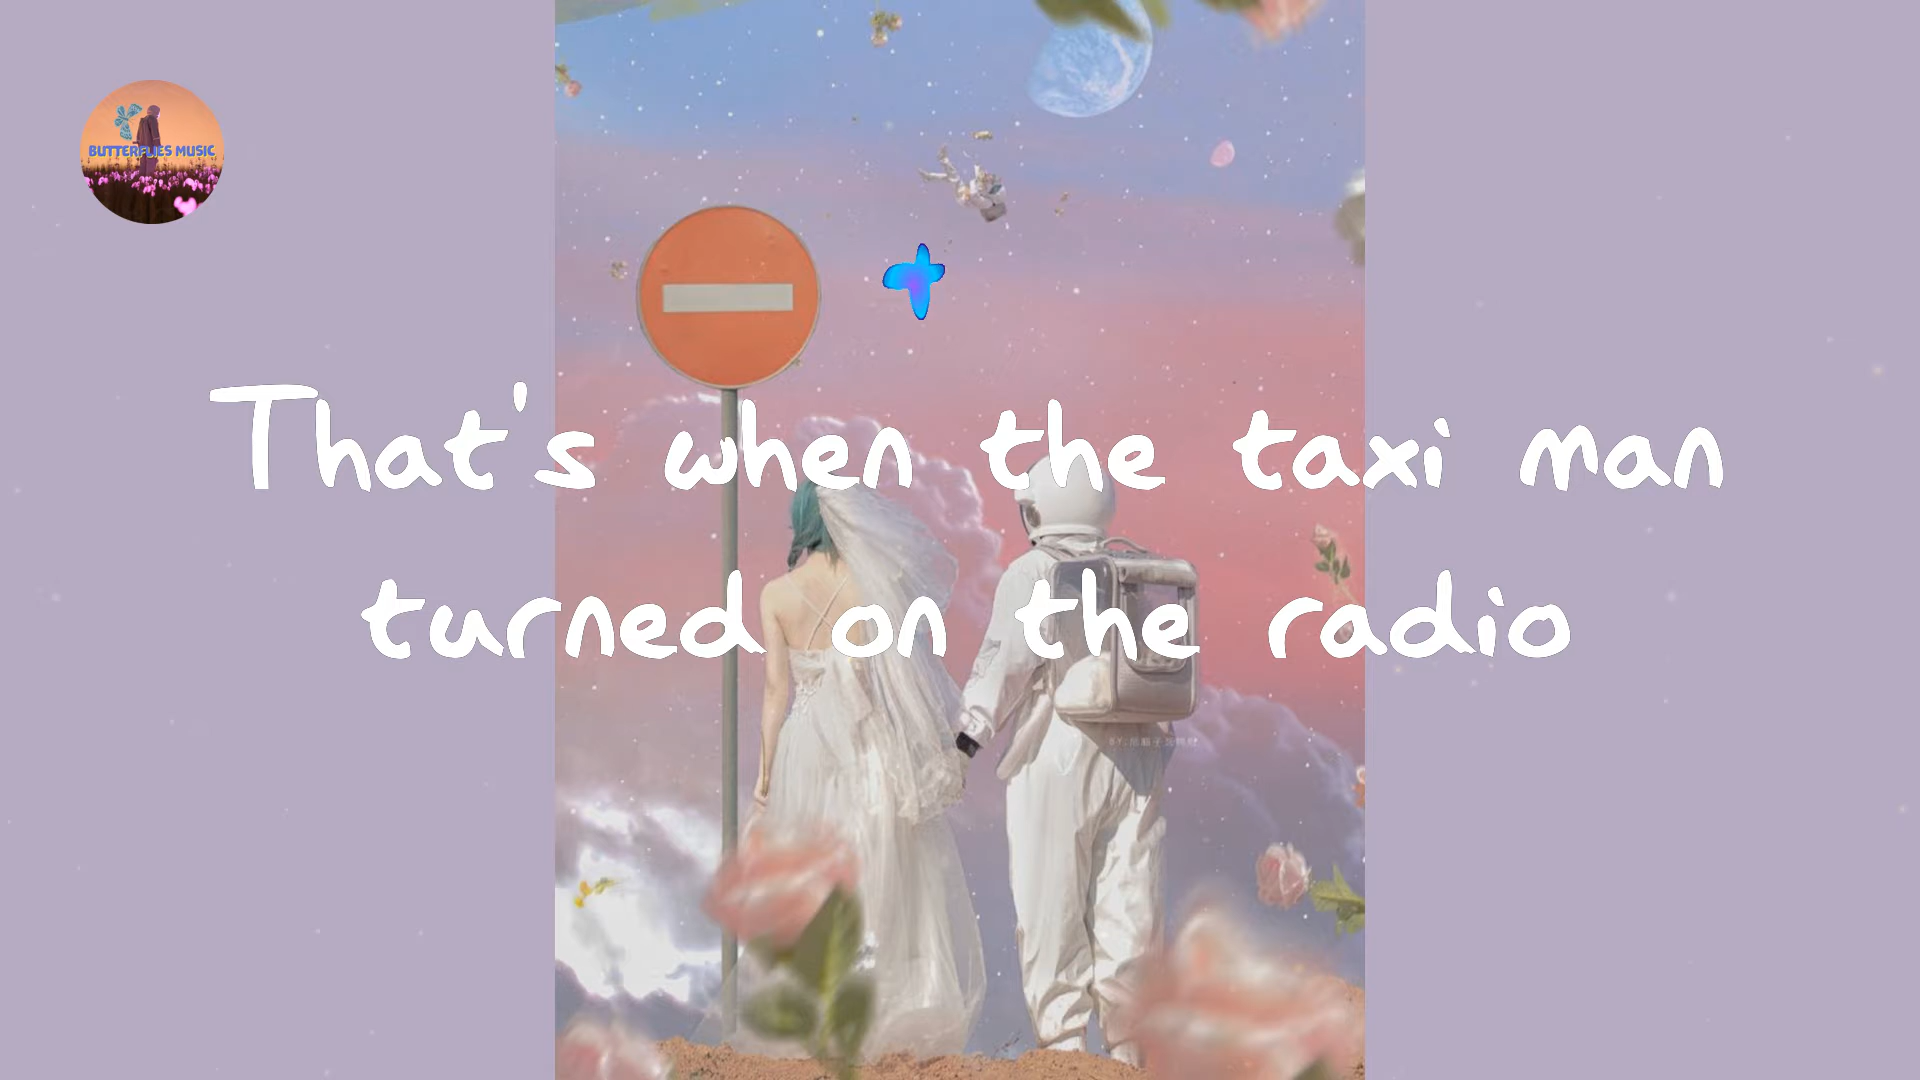 BUTTERFLIES MUSIC
That's when the taxi man
turned on the radio